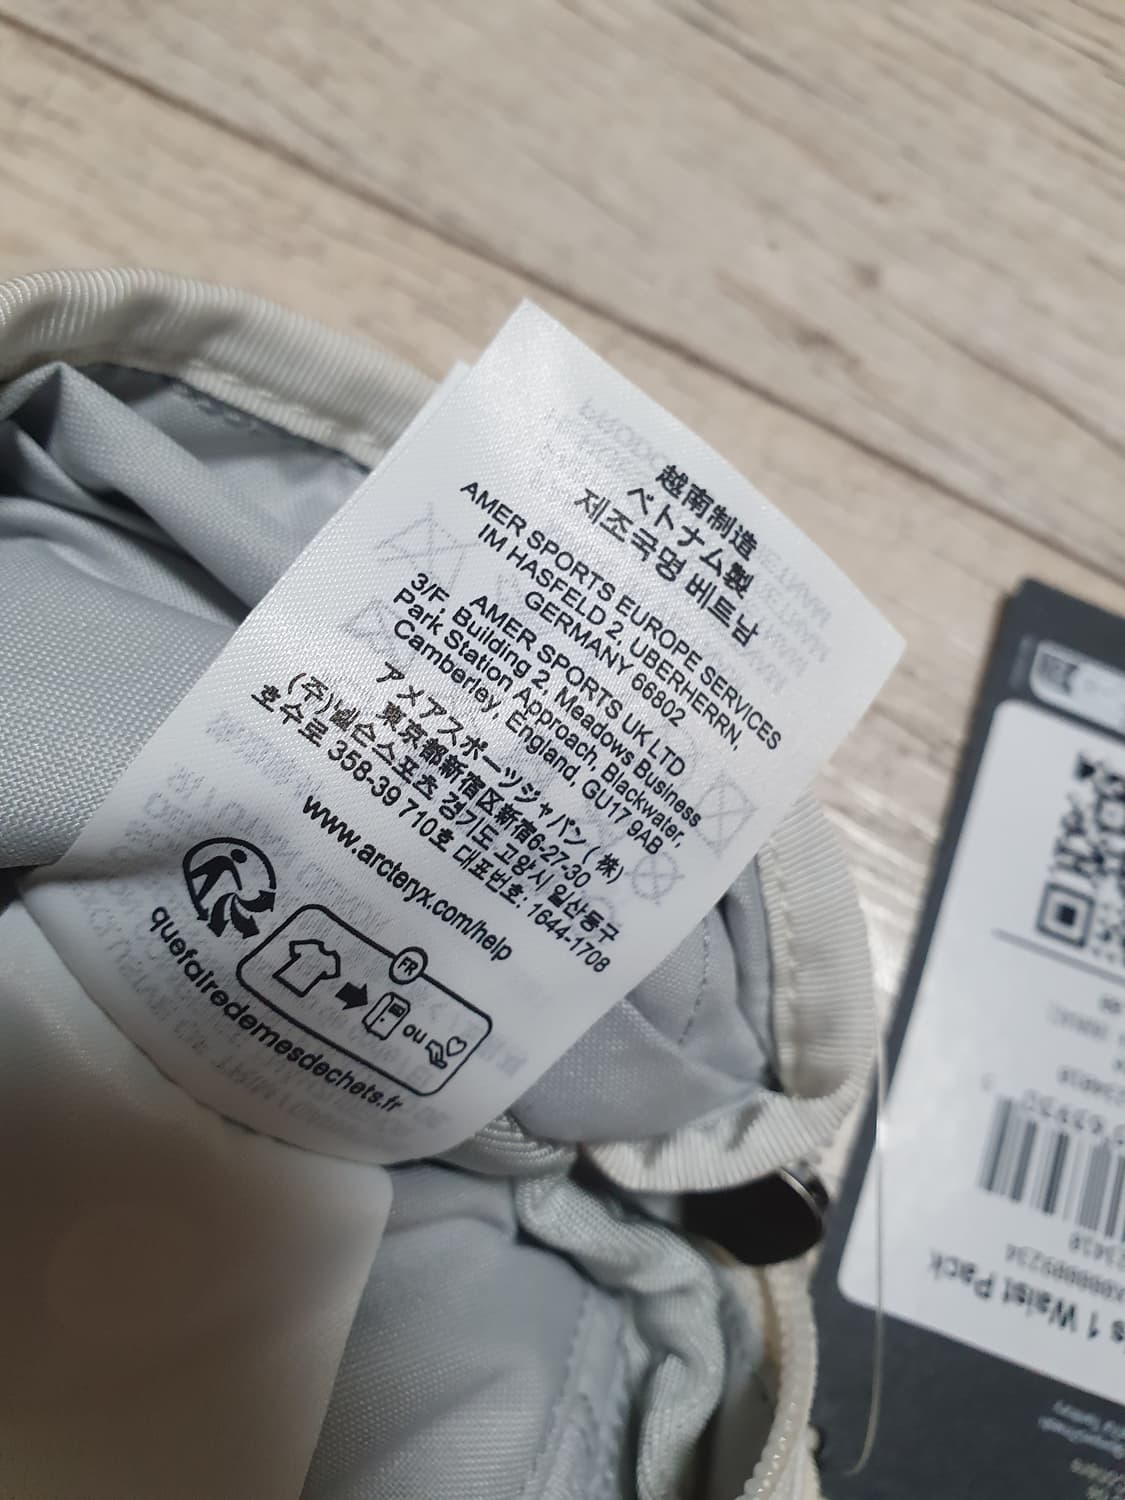 越南制造
ベトナム製
제조국명 베트남
AMER SPORTS EUROPE SERVICES
IM HASFELD 2, UBERHERRN,
GERMANY 66802
AMER SPORTS UK LTD
3/F, Building 2, Meadows Business
Park Station Approach, Blackwater,
Camberley, England, GU17 9AB
アメアスポーツジャパン(株)
東京都新宿区新宿6-27-30
(주)넬슨스포츠 경기도 고양시 일산동구
호수로 358-39 710호 대표번호: 1644-1708
www.arcteryx.com/help
FR
ou
quefairedemesdechets.fr
1 Waist Pack